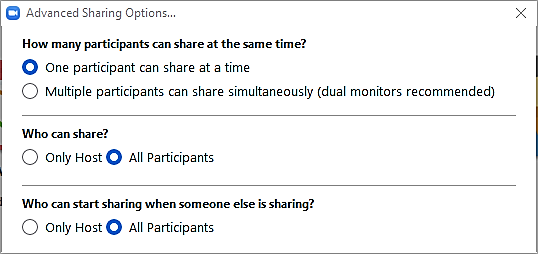 Advanced Sharing Options...
How many participants can share at the same time?
One participant can share at a time
Multiple participants can share simultaneously (dual monitors recommended)
Who can share?
Only Host All Participants
Who can start sharing when someone else is sharing?
Only Host All Participants